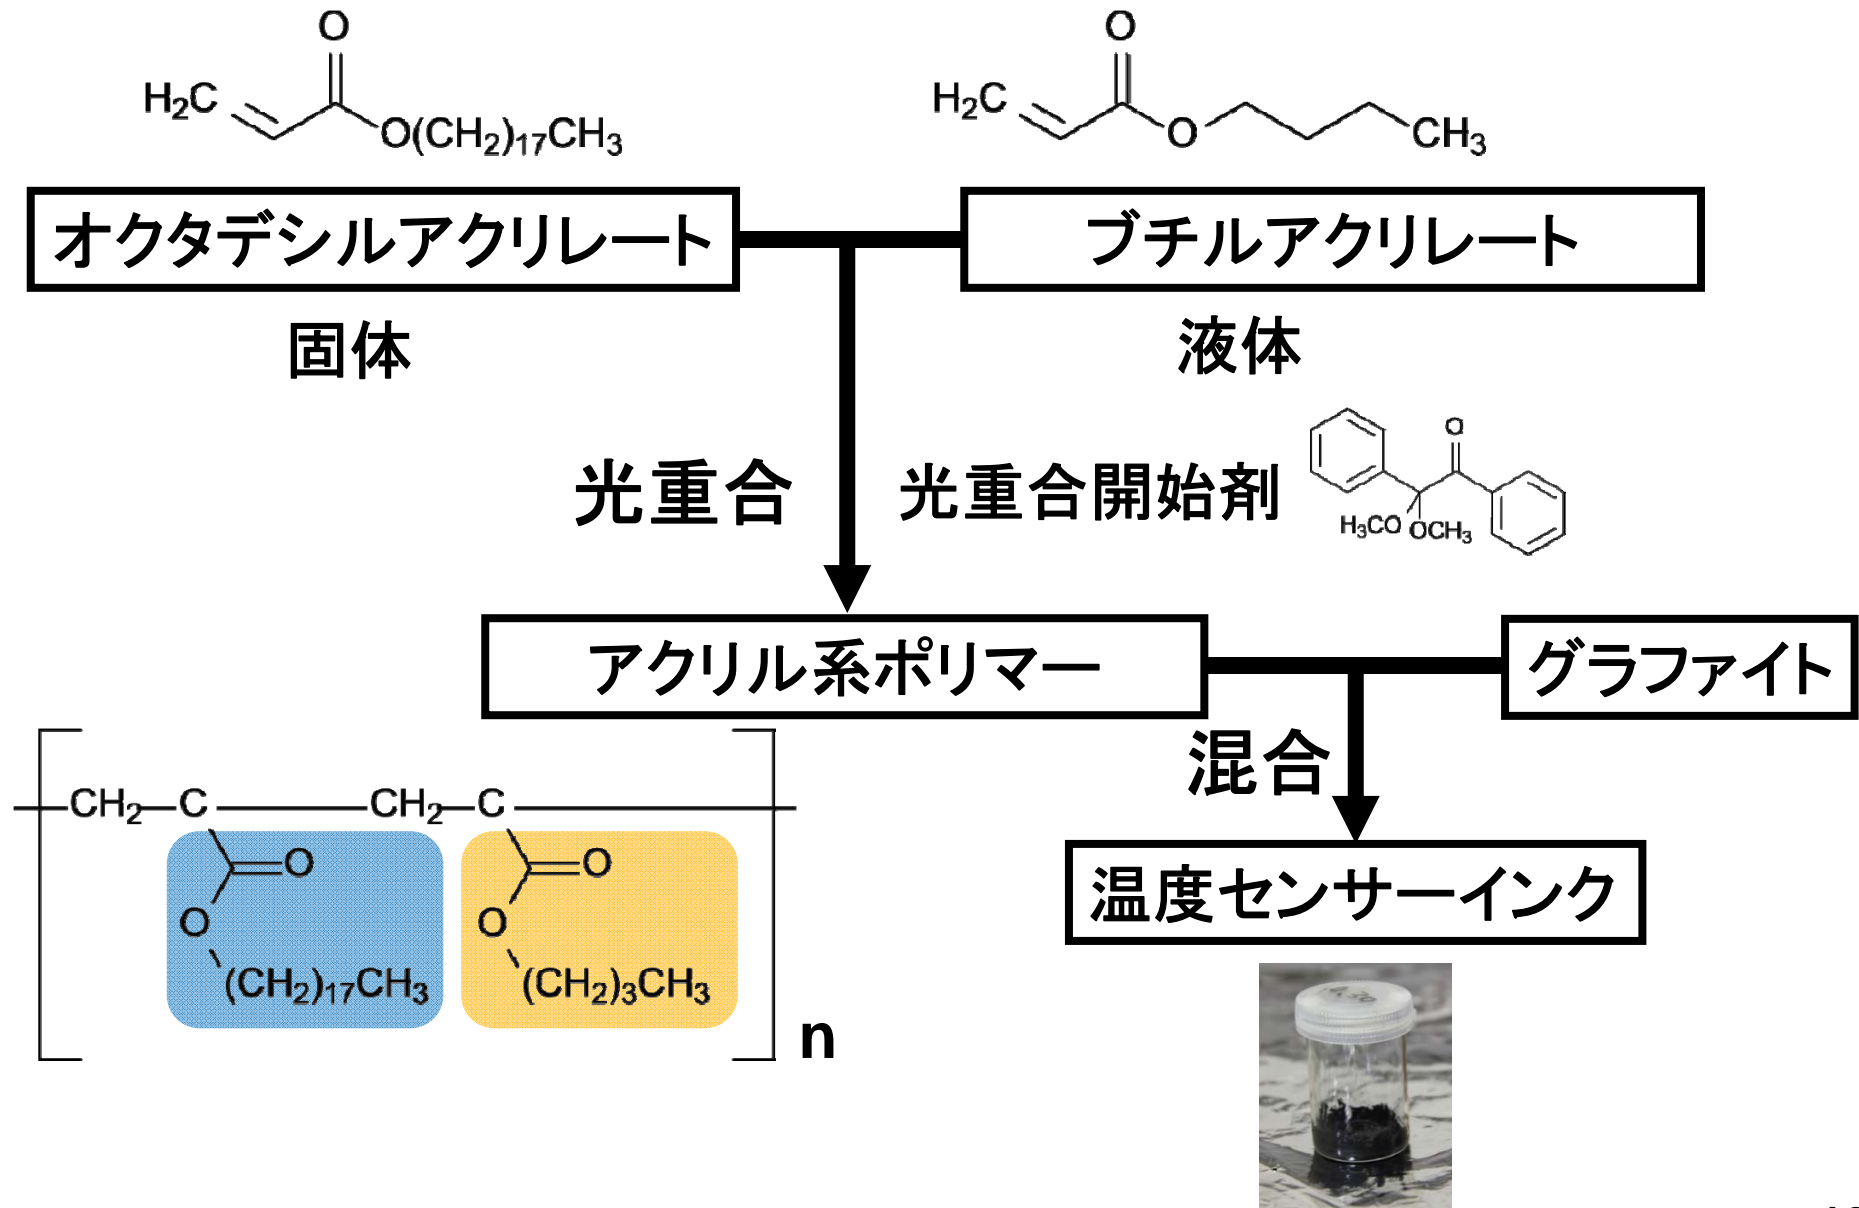 O
H₂C
O(CH₂)₁₇CH₃
O
H₂C
O
CH₃
オクタデシルアクリレート
ブチルアクリレート
固体
液体
光重合
光重合開始剤
O
H₃CO
OCH₃
アクリル系ポリマー
グラファイト
混合
CH₂
C
CH₂
C
O
O
O
O
(CH₂)₁₇CH₃
(CH₂)₃CH₃
n
温度センサーインク